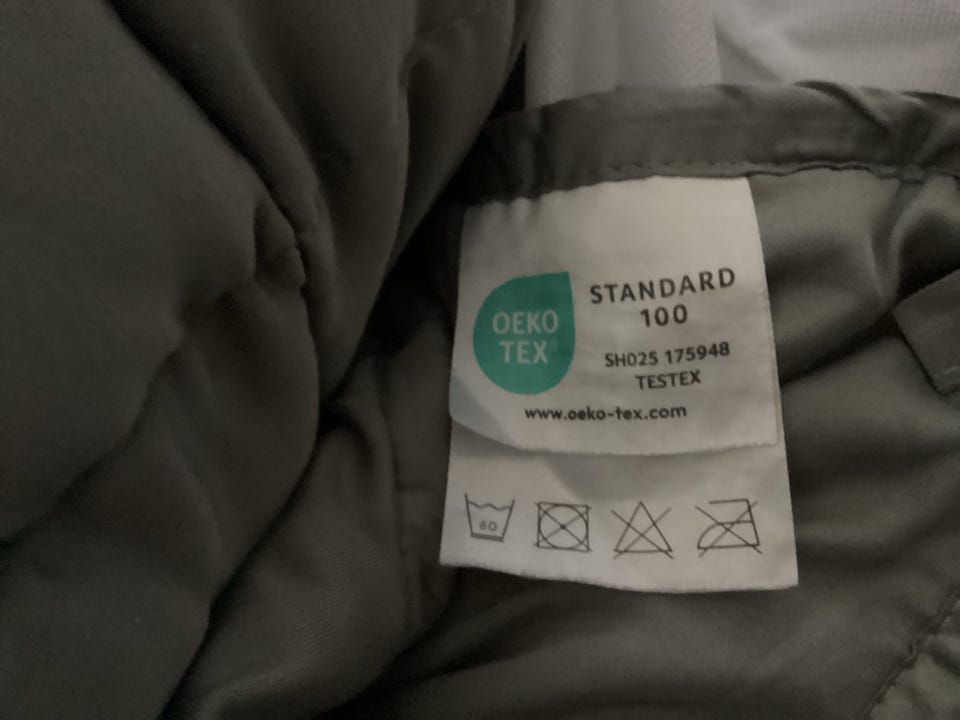 OEKO
TEX®
STANDARD
100
SH025 175948
TESTEX
www.oeko-tex.com
60